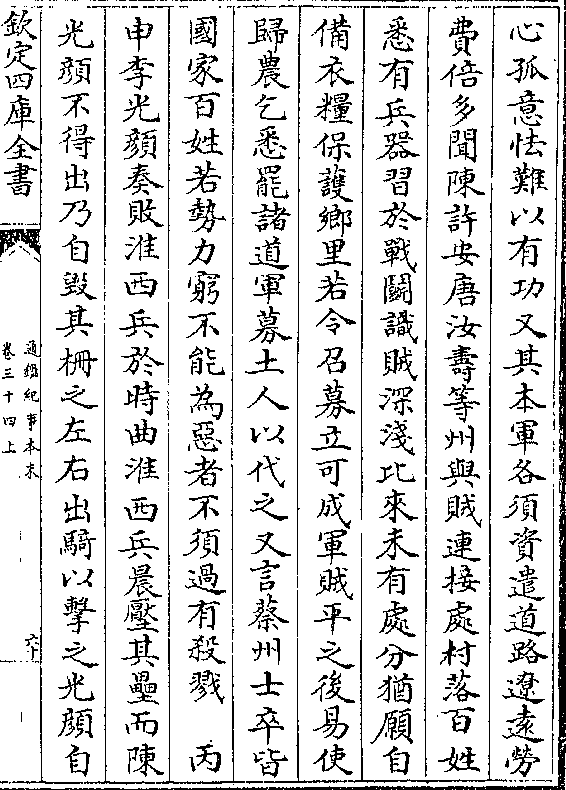 心孤意怯難以有功又其本軍各須資遣道路遼遠勞
費倍多聞陳許安唐汝壽等州與賊連接處村落百姓
悉有兵器習於戰鬭識賊深淺比來未有處分猶願自
備衣糧保護鄉里若令召募立可成軍賊平之後易使
歸農乞悉罷諸道軍募土人以代之又言蔡州士卒皆
國家百姓若勢力窮不能為惡者不須過有殺戮　丙
申李光顔奏敗淮西兵於時曲淮西兵晨壓其壘而陳
光顔不得出乃自毀其柵之左右出騎以擊之光顔自
欽定四庫全書
通鑑紀事本末
卷三十四上
六十